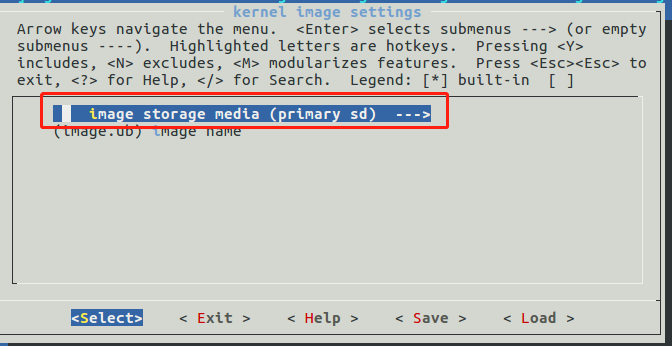 kernel image settings
Arrow keys navigate the menu.  <Enter> selects submenus ---> (or empty
submenus ----).  Highlighted letters are hotkeys.  Pressing <Y>
includes, <N> excludes, <M> modularizes features.  Press <Esc><Esc> to
exit, <?> for Help, </> for Search.  Legend: [*] built-in  [ ]
image storage media (primary sd)  --->
(image.ub) image name
<Select>    < Exit >    < Help >    < Save >    < Load >